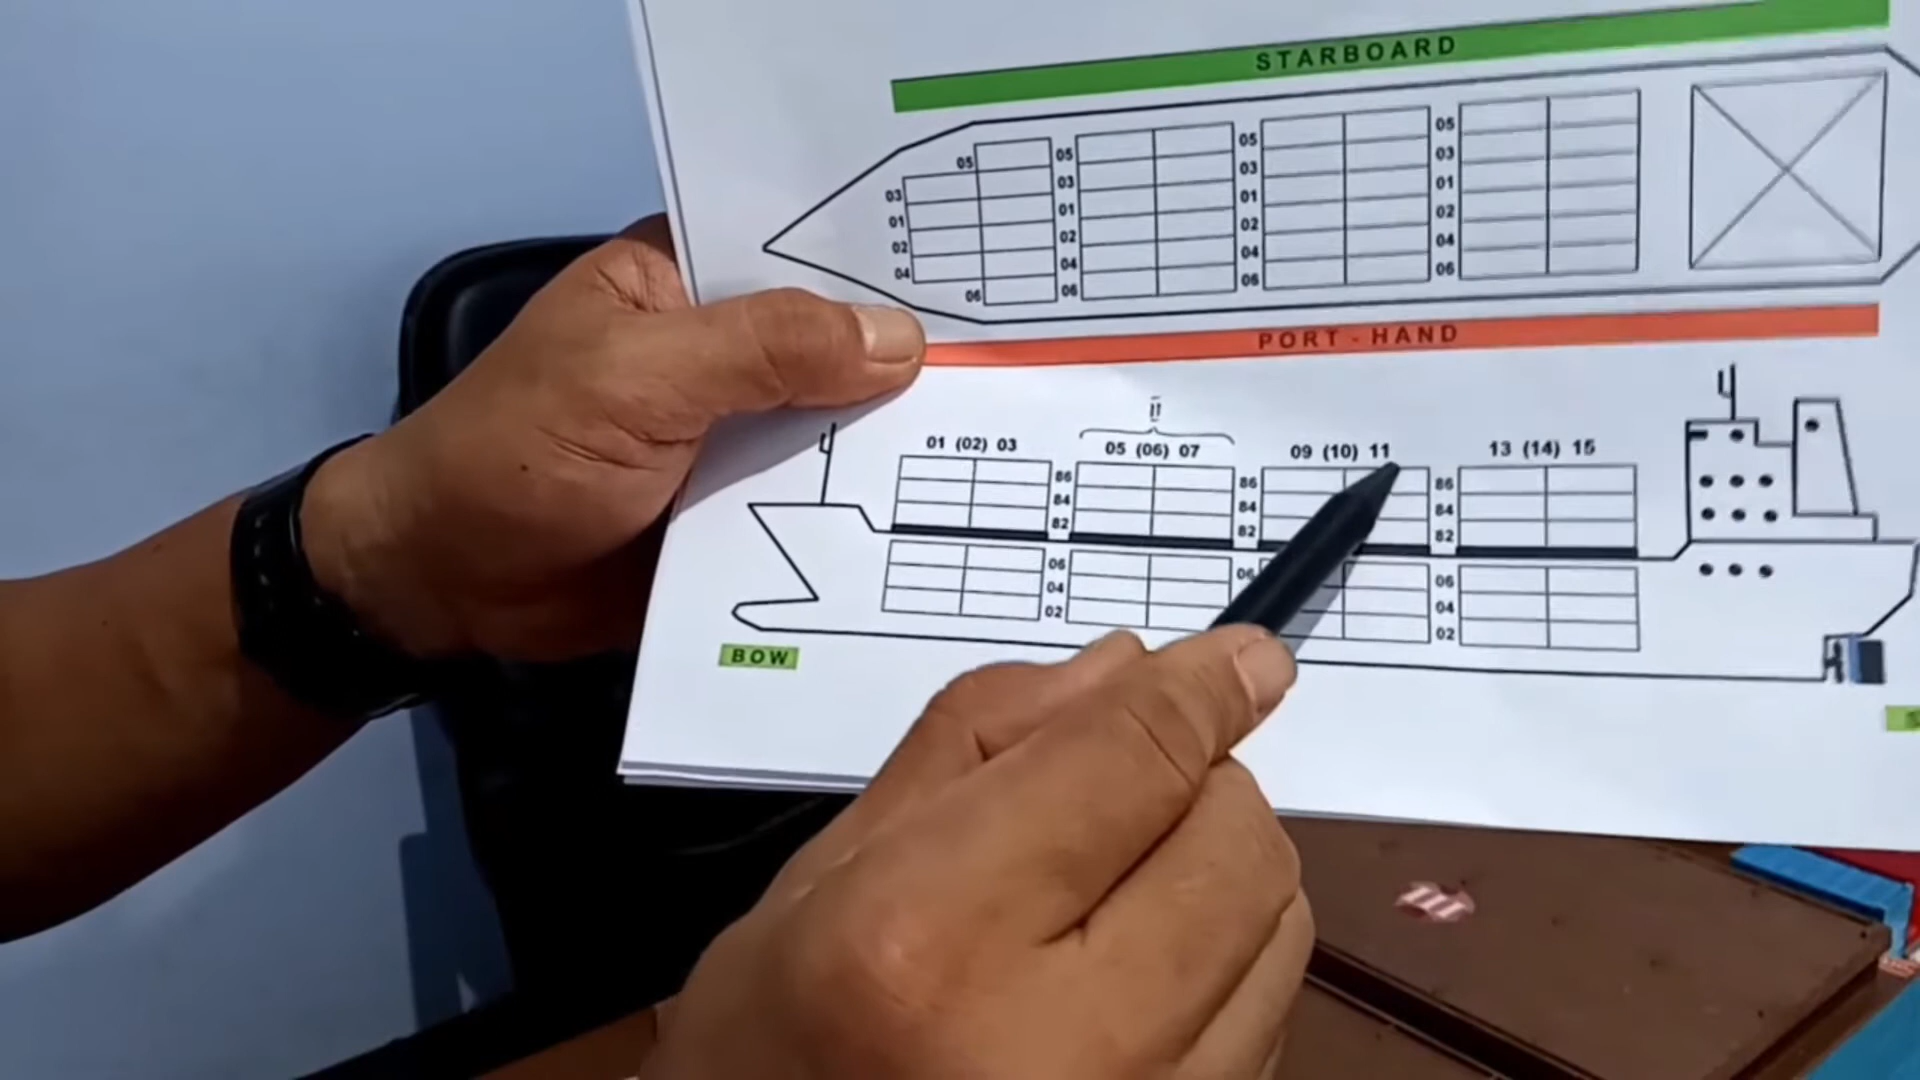 STARBOARD
05 05 05 05
03 03 03 03
01 01 01 01
02 02 02 02
04 04 04 04
06 06 06 06
PORT - HAND
II
01 (02) 03 05 (06) 07 09 (10) 11 13 (14) 15
86 86 86
84 84 84
82 82 82
06 06 06
04 04
02 02
BOW
S